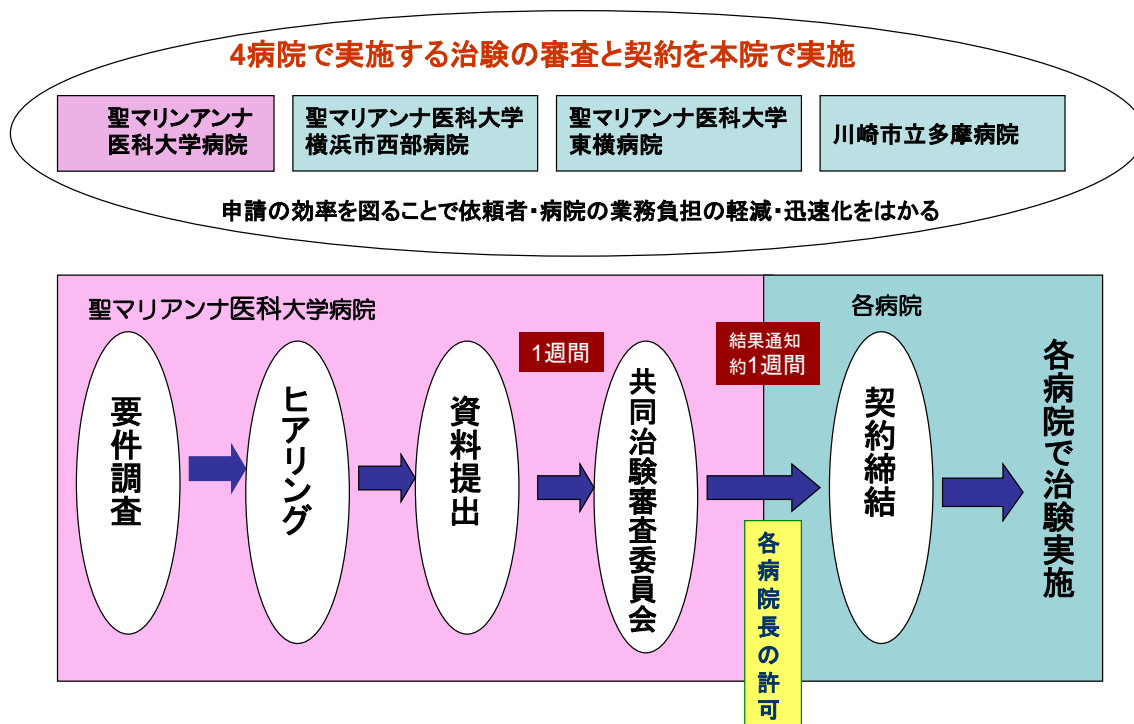 4病院で実施する治験の審査と契約を本院で実施
聖マリンアンナ
医科大学病院
聖マリアンナ医科大学
横浜市西部病院
聖マリアンナ医科大学
東横病院
川崎市立多摩病院
申請の効率を図ることで依頼者・病院の業務負担の軽減・迅速化をはかる
聖マリアンナ医科大学病院
各病院
要件調査
ヒアリング
資料提出
1週間
共同治験審査委員会
結果通知
約1週間
各病院長の許可
契約締結
各病院で治験実施